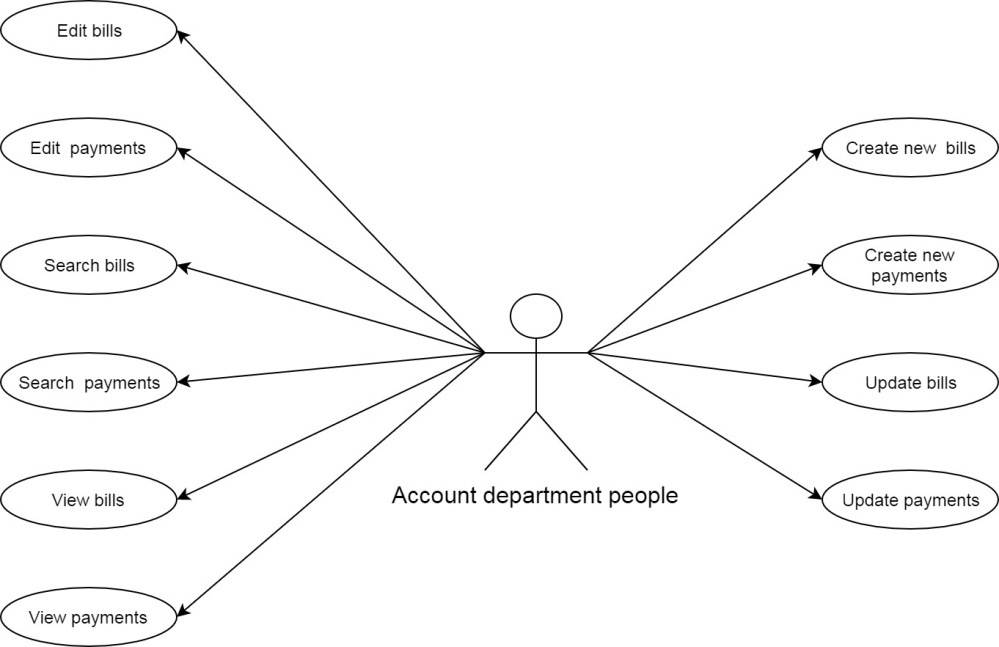 Edit bills
Edit  payments
Search bills
Search  payments
View bills
View payments
Account department people
Create new  bills
Create new
payments
Update bills
Update payments